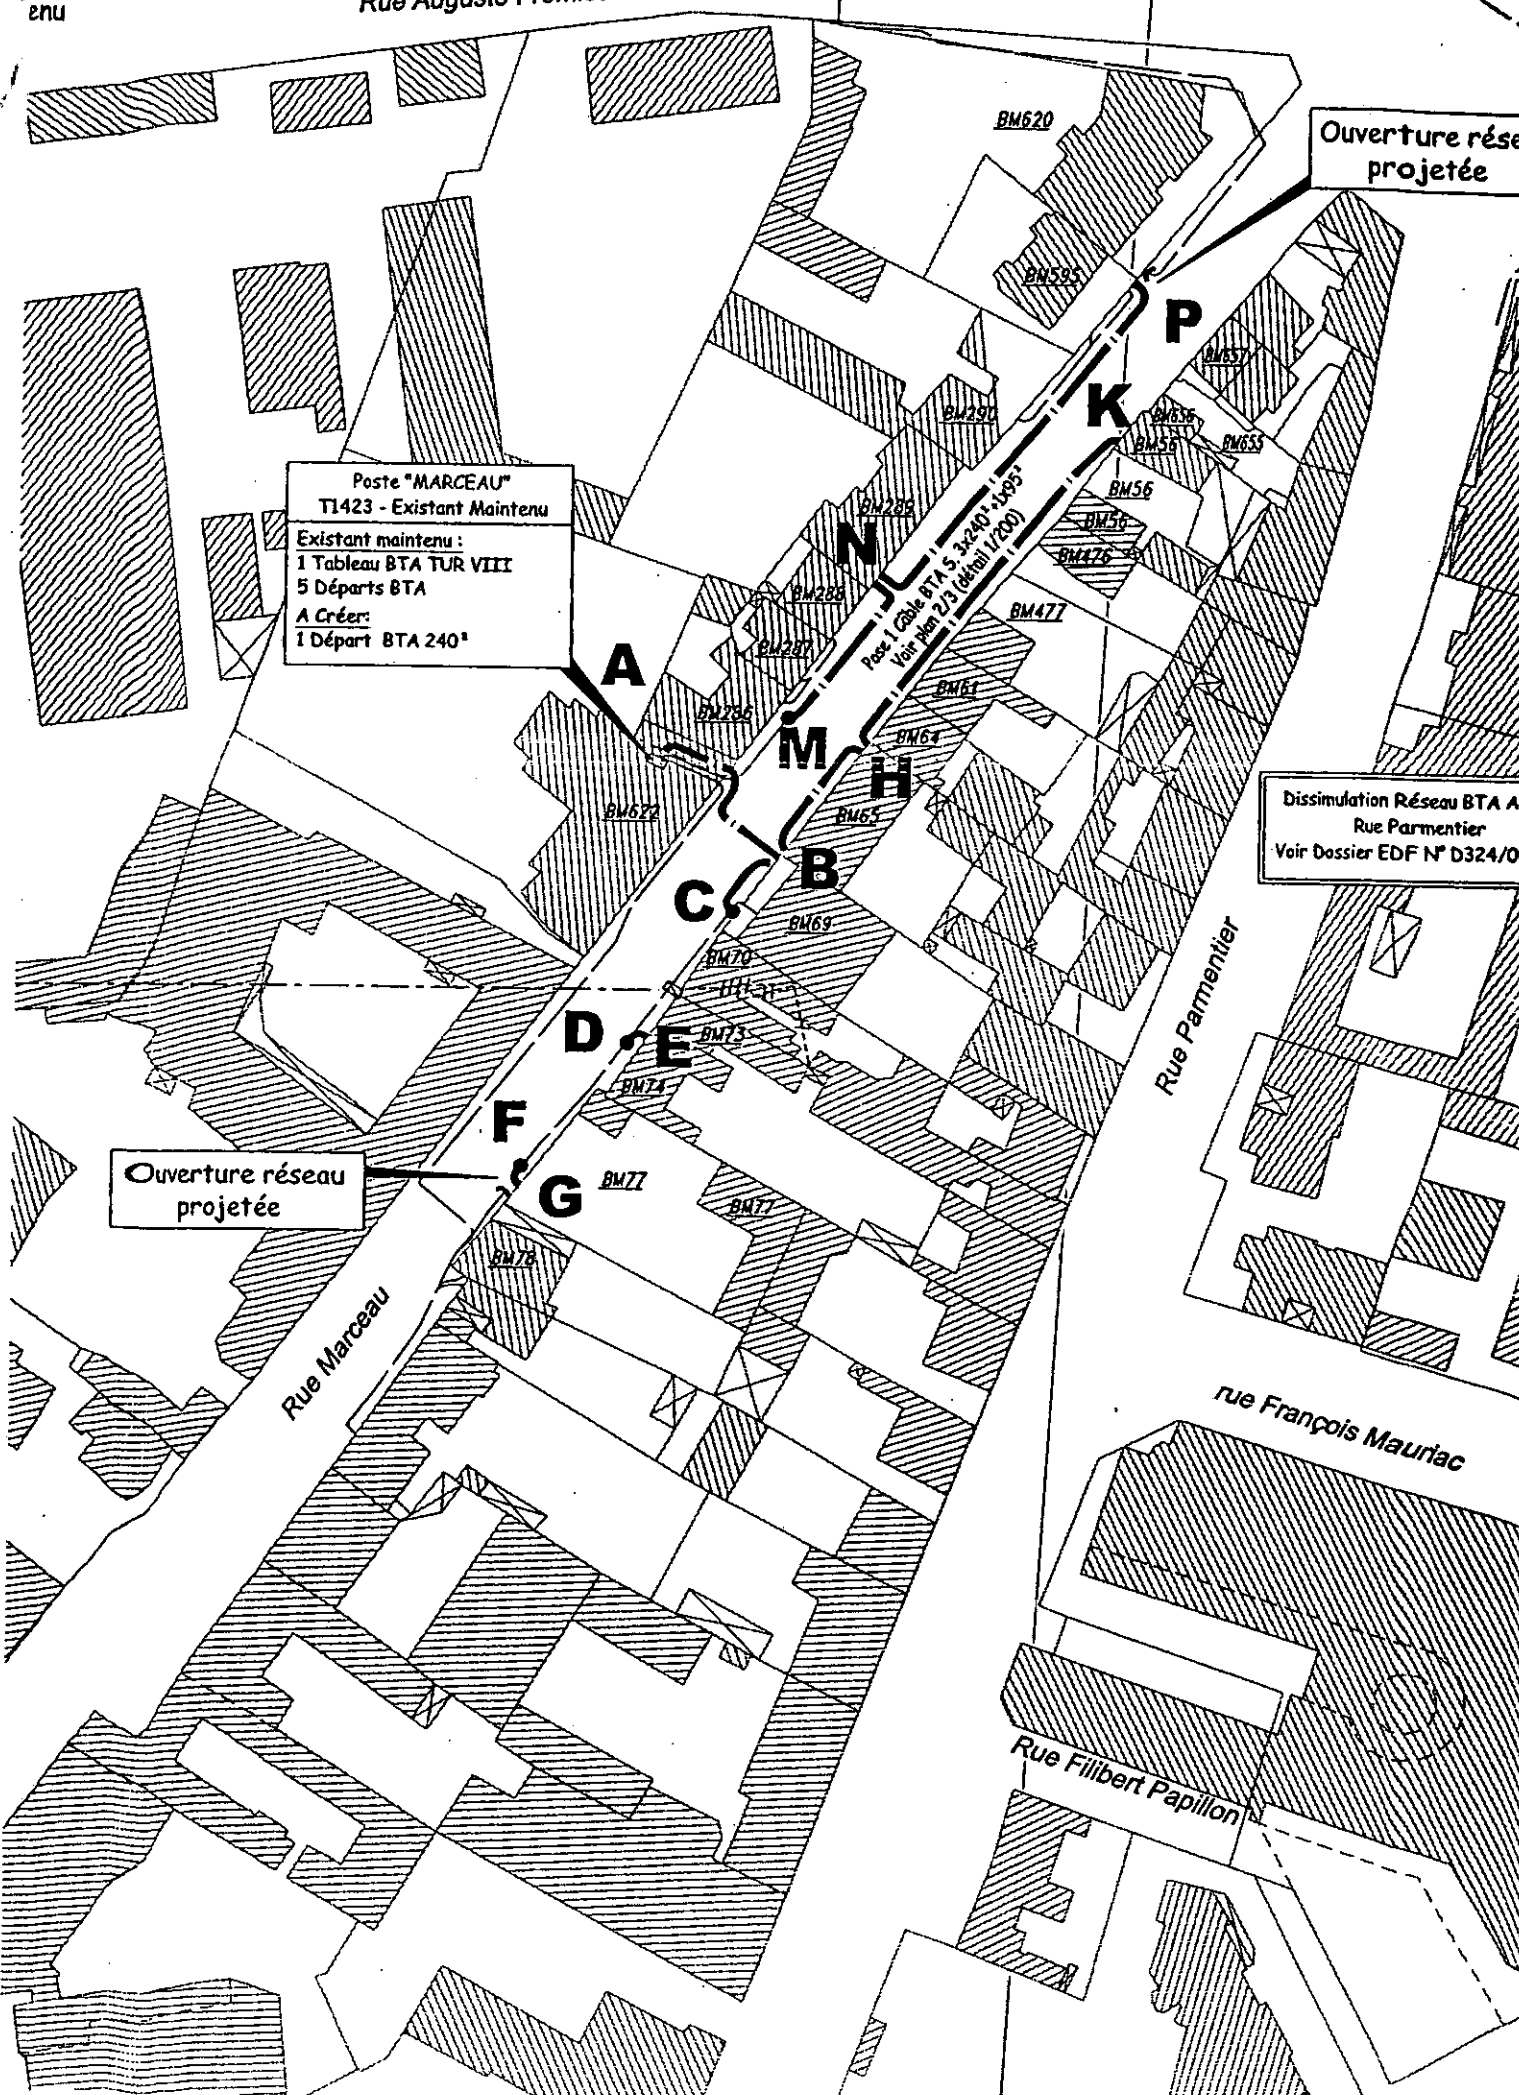 enu
Rue Auguste
BM620
Ouverture rése
projetée
BM595
P
BM657
K
BM656
BM290
BM56
BM655
Poste "MARCEAU"
T1423 - Existant Maintenu
Existant maintenu :
1 Tableau BTA TUR VIII
5 Départs BTA
A Créer:
1 Départ BTA 240²
BM56
BM289
BM56
N
BM476
Pose 1 Câble BTA S. 3x240²+1x95²
Voir plan 2/3 (détail 1/200)
BM288
BM477
BM287
A
BM61
BM286
M
BM64
H
BM622
BM65
Dissimulation Réseau BTA A
Rue Parmentier
Voir Dossier EDF N° D324/0
B
C
BM69
BM70
Rue Parmentier
D
E
BM73
BM74
F
Ouverture réseau
projetée
G
BM77
BM77
BM78
Rue Marceau
rue François Mauriac
Rue Filibert Papillon